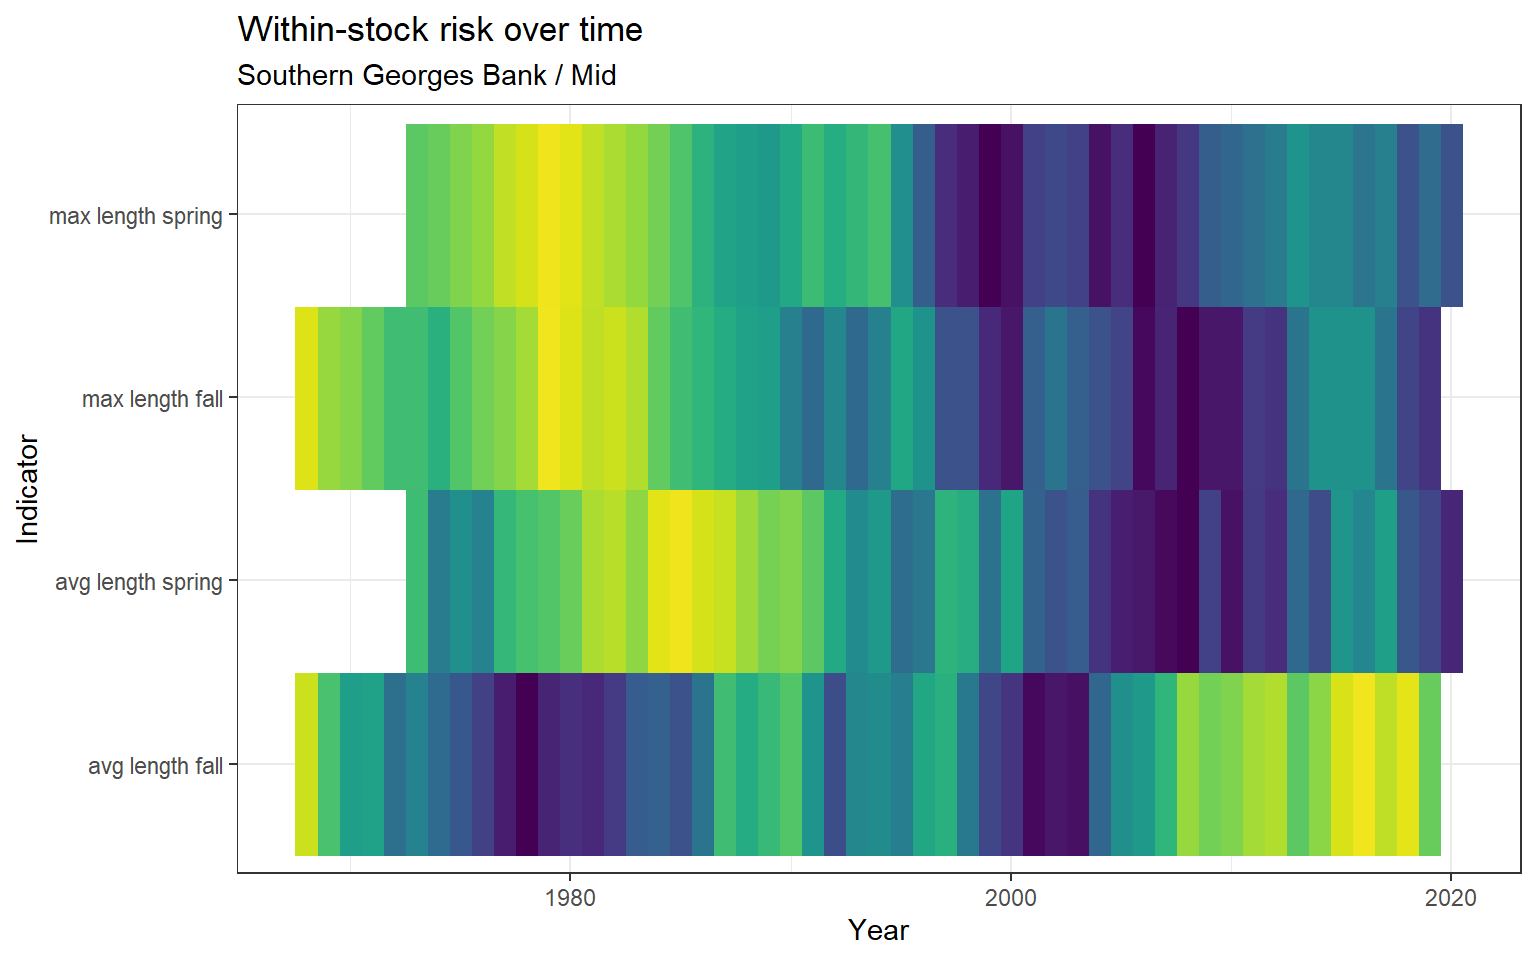 Within-stock risk over time
Southern Georges Bank / Mid
Indicator
max length spring
max length fall
avg length spring
avg length fall
1980 2000 2020
Year